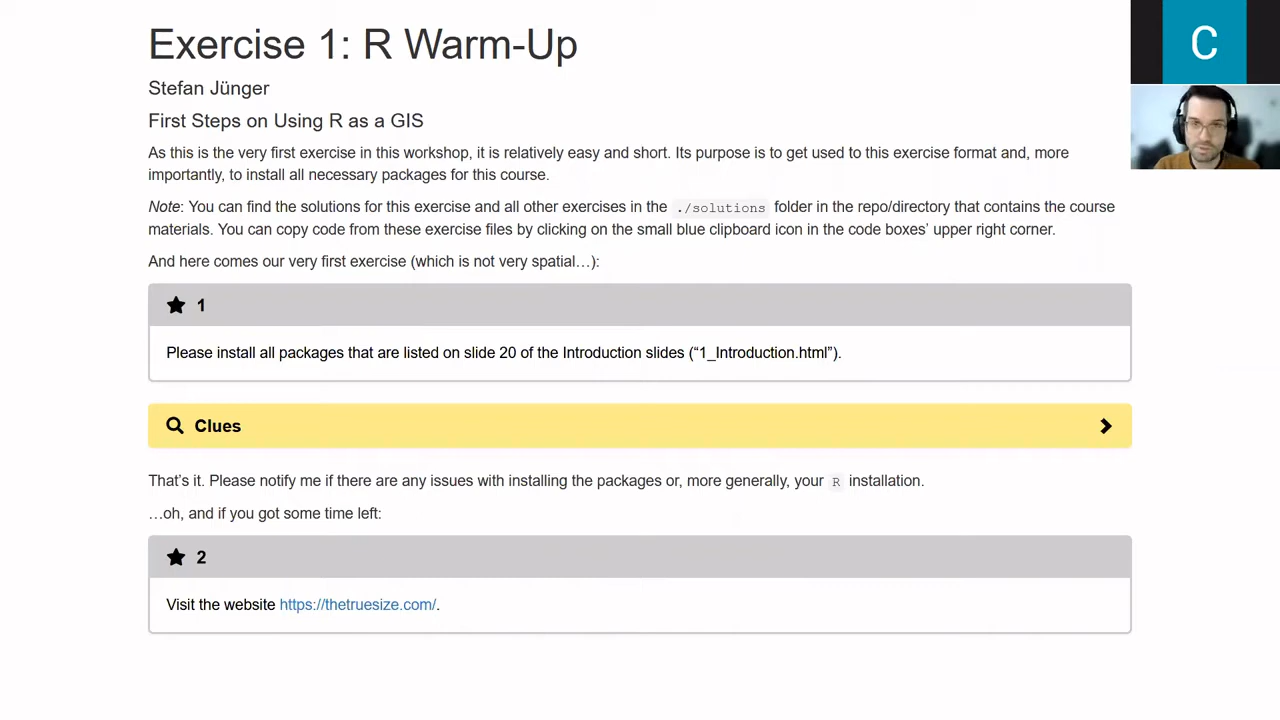 Exercise 1: R Warm-Up
C
Stefan Jünger
First Steps on Using R as a GIS
As this is the very first exercise in this workshop, it is relatively easy and short. Its purpose is to get used to this exercise format and, more
importantly, to install all necessary packages for this course.
Note: You can find the solutions for this exercise and all other exercises in the ./solutions folder in the repo/directory that contains the course
materials. You can copy code from these exercise files by clicking on the small blue clipboard icon in the code boxes’ upper right corner.
And here comes our very first exercise (which is not very spatial…):
1
Please install all packages that are listed on slide 20 of the Introduction slides (“1_Introduction.html”).
Clues
That’s it. Please notify me if there are any issues with installing the packages or, more generally, your R installation.
…oh, and if you got some time left:
2
Visit the website https://thetruesize.com/.